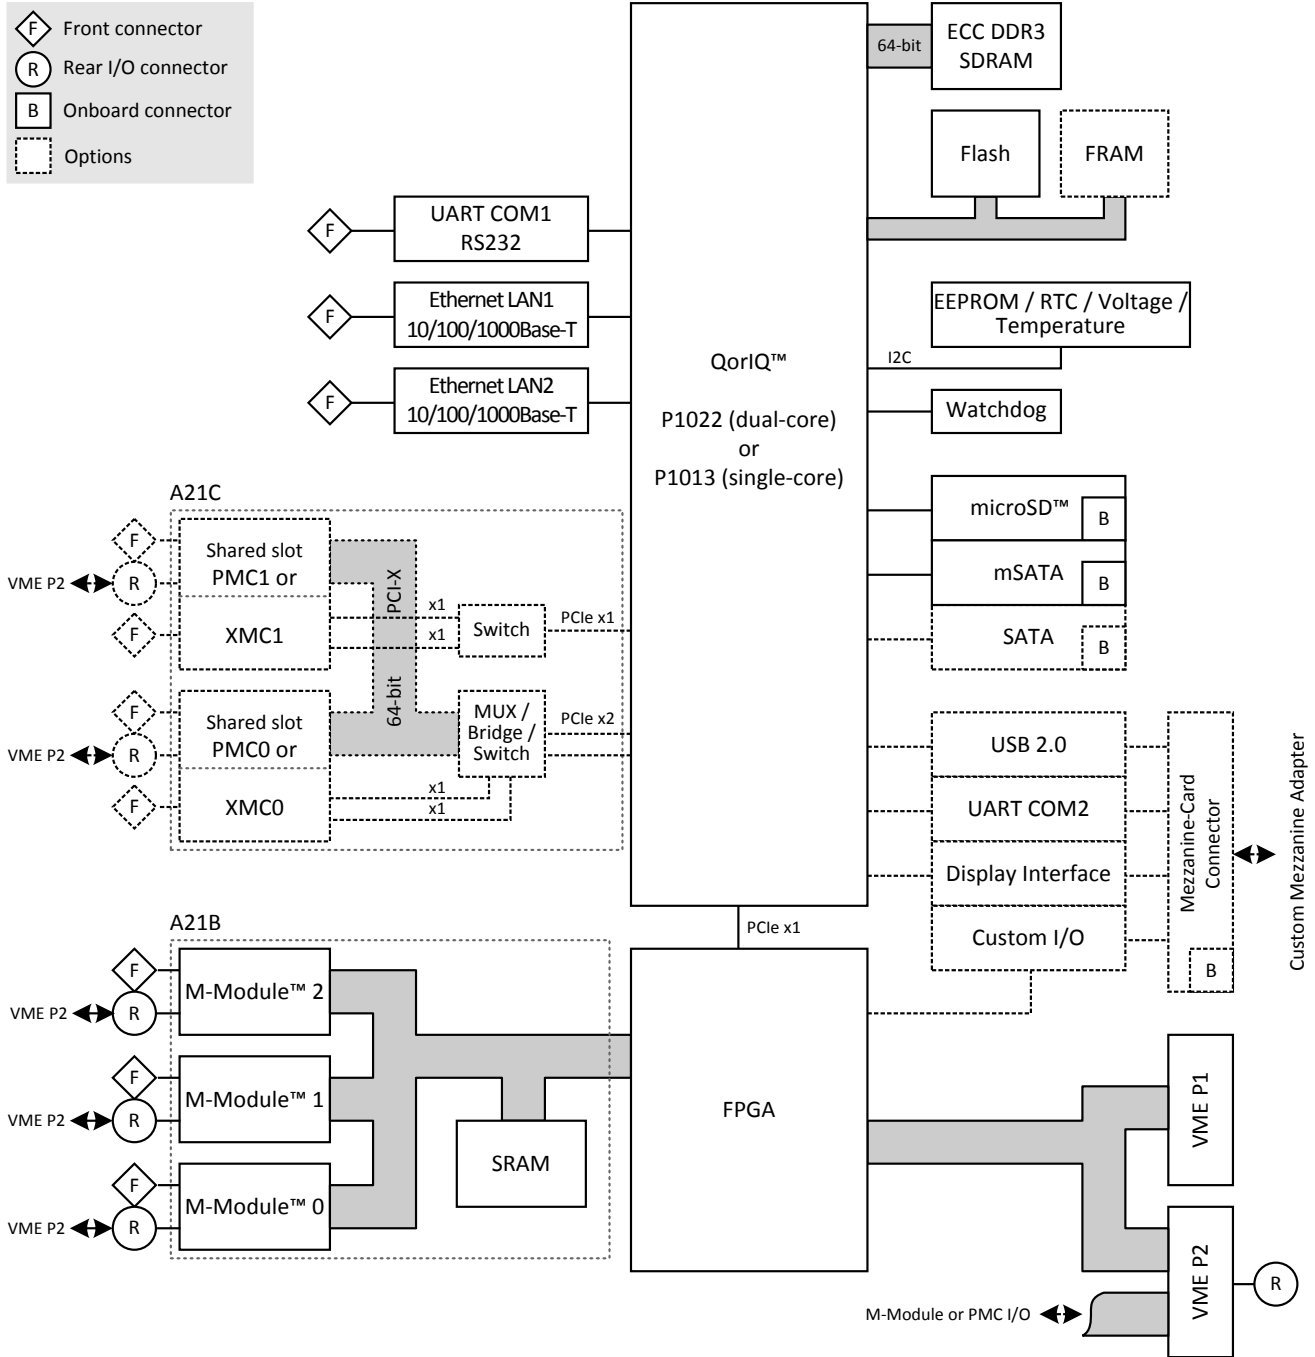 F Front connector
R Rear I/O connector
B Onboard connector
Options
64-bit
ECC DDR3
SDRAM
Flash
FRAM
F
UART COM1
RS232
F
Ethernet LAN1
10/100/1000Base-T
F
Ethernet LAN2
10/100/1000Base-T
QorIQ™
P1022 (dual-core)
or
P1013 (single-core)
EEPROM / RTC / Voltage /
Temperature
I2C
Watchdog
microSD™
B
mSATA
B
SATA
B
A21C
F
VME P2
R
Shared slot
PMC1 or
F
XMC1
PCI-X
64-bit
x1
x1
Switch
PCIe x1
F
VME P2
R
Shared slot
PMC0 or
F
XMC0
MUX /
Bridge /
Switch
PCIe x2
x1
x1
USB 2.0
UART COM2
Display Interface
Custom I/O
Mezzanine-Card
Connector
B
Custom Mezzanine Adapter
PCIe x1
A21B
F
VME P2
R
M-Module™ 2
F
VME P2
R
M-Module™ 1
F
VME P2
R
M-Module™ 0
SRAM
FPGA
VME P1
VME P2
R
M-Module or PMC I/O